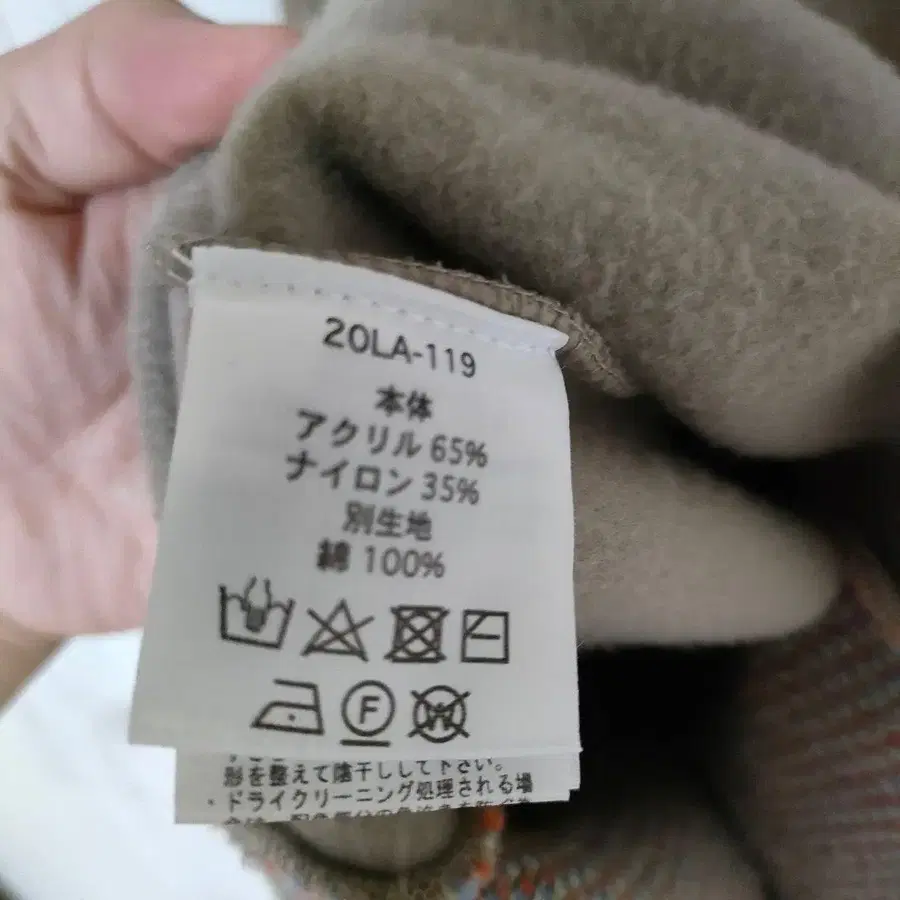 20LA-119
本体
アクリル 65%
ナイロン 35%
別生地
綿 100%
F
W
形を整えて陰干しして下さい。
・ドライクリーニング処理される場